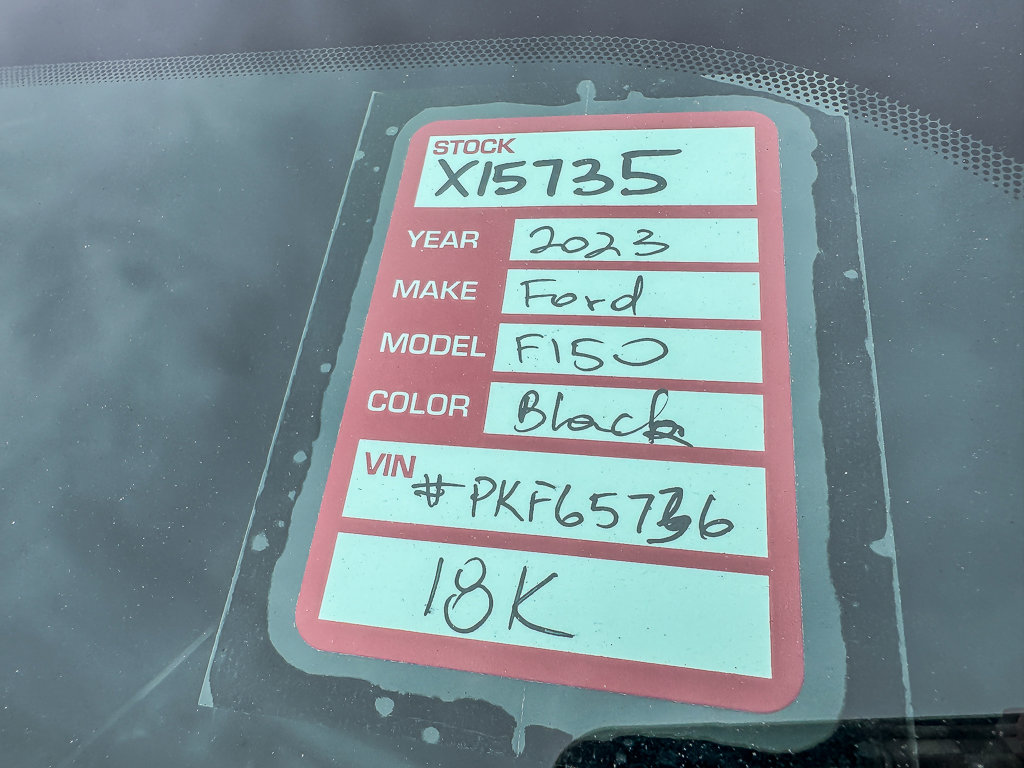 STOCK
X15735
YEAR 2023
MAKE Ford
MODEL F150
COLOR Black
VIN
#PKF65736
18K